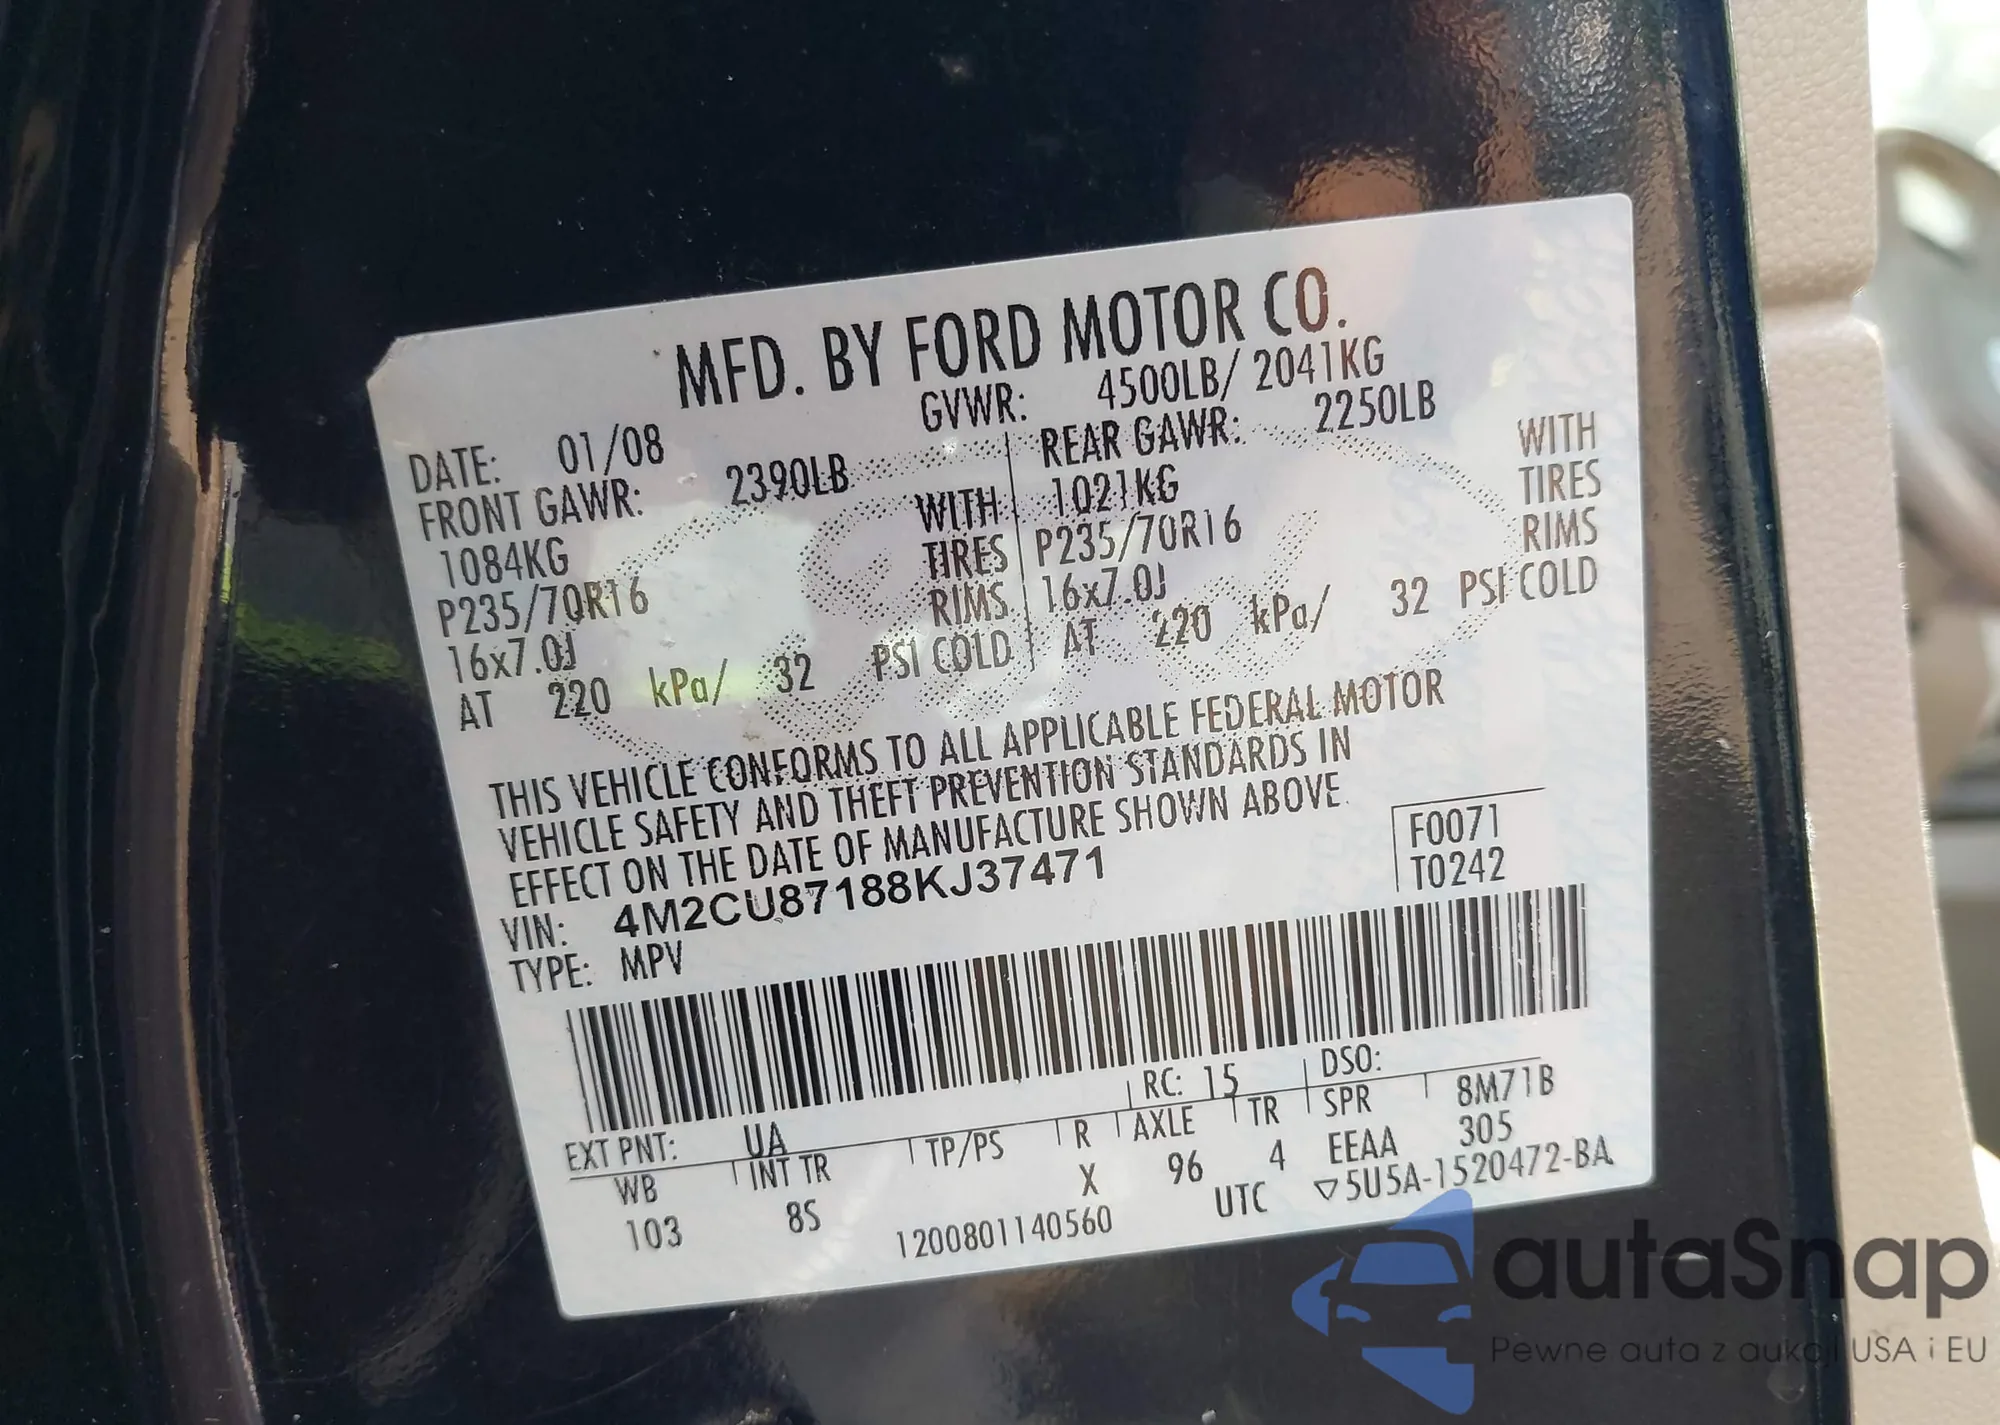 MFD. BY FORD MOTOR CO.
DATE: 01/08 GVWR: 4500LB/ 2041KG
FRONT GAWR: 2390LB REAR GAWR: 2250LB
1084KG WITH 1021KG WITH
P235/70R16 TIRES P235/70R16 TIRES
16x7.0J RIMS 16x7.0J RIMS
AT 220 kPa/ 32 PSI COLD AT 220 kPa/ 32 PSI COLD
THIS VEHICLE CONFORMS TO ALL APPLICABLE FEDERAL MOTOR
VEHICLE SAFETY AND THEFT PREVENTION STANDARDS IN
EFFECT ON THE DATE OF MANUFACTURE SHOWN ABOVE.
VIN: 4M2CU87188KJ37471 F0071
TYPE: MPV T0242
EXT PNT: UA RC: 15 DSO:
WB INT TR TP/PS R AXLE TR SPR 8M71B
103 8S X 96 4 EEAA 305
1200801140560 UTC ▽5U5A-1520472-BA
autaSnap
Pewne auta z aukcji USA i EU